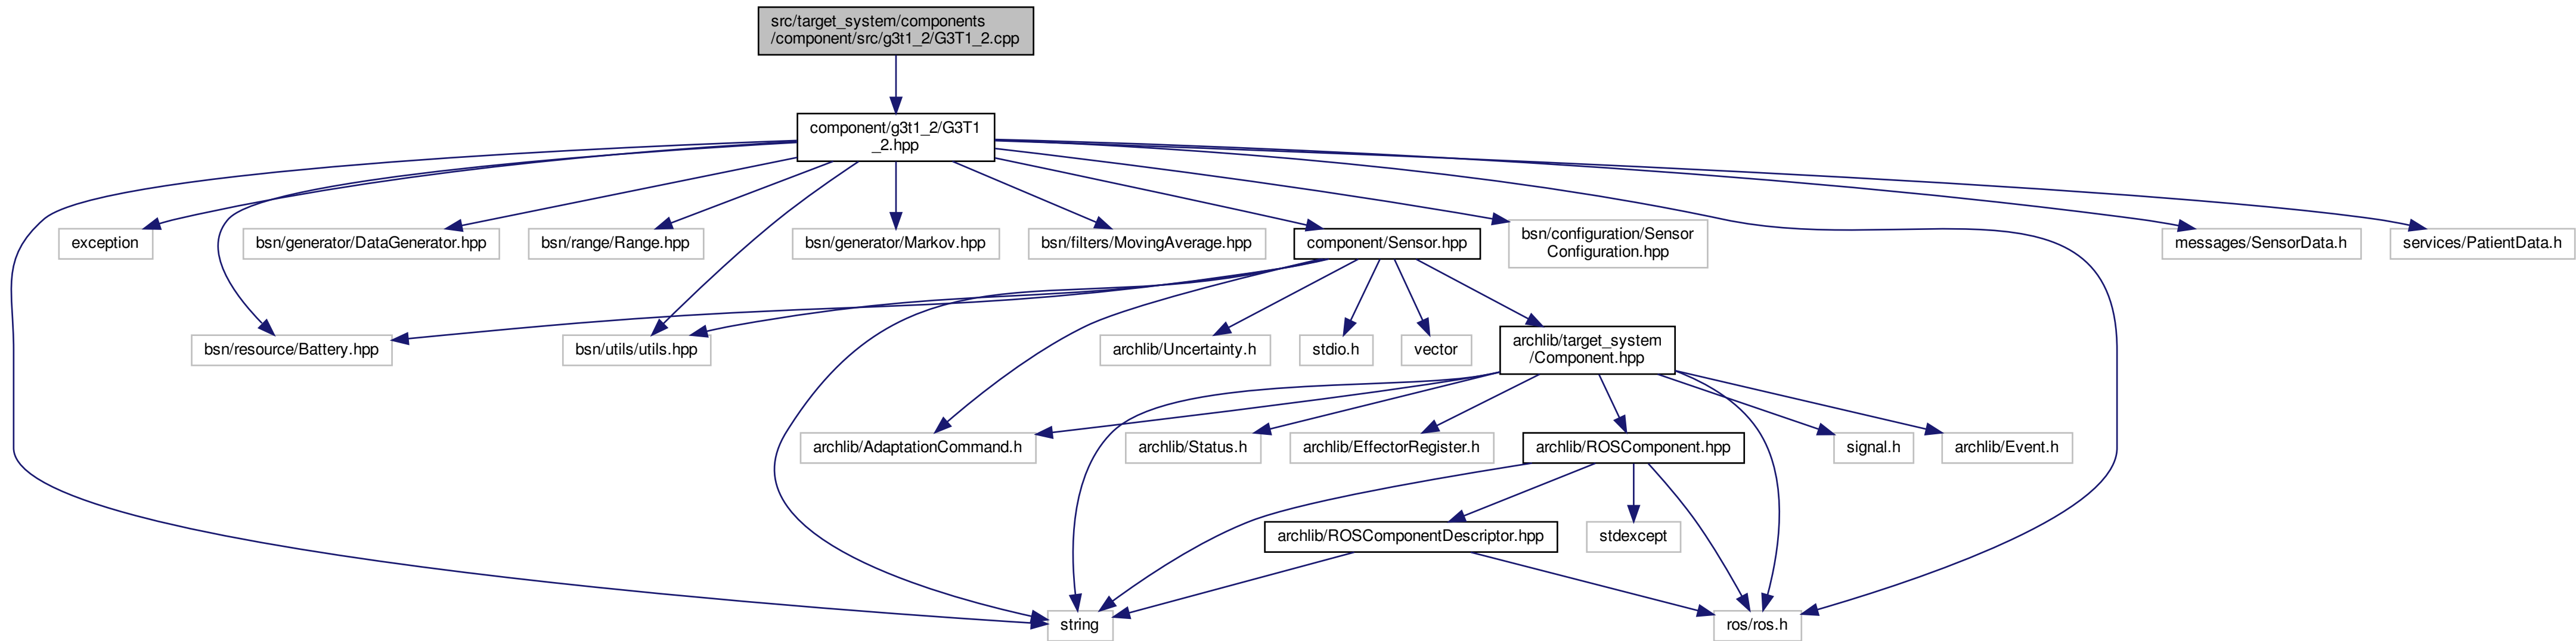 src/target_system/components
/component/src/g3t1_2/G3T1_2.cpp
component/g3t1_2/G3T1
_2.hpp
exception
bsn/generator/DataGenerator.hpp
bsn/range/Range.hpp
bsn/generator/Markov.hpp
bsn/filters/MovingAverage.hpp
component/Sensor.hpp
bsn/configuration/Sensor
Configuration.hpp
messages/SensorData.h
services/PatientData.h
bsn/resource/Battery.hpp
bsn/utils/utils.hpp
archlib/Uncertainty.h
stdio.h
vector
archlib/target_system
/Component.hpp
archlib/AdaptationCommand.h
archlib/Status.h
archlib/EffectorRegister.h
archlib/ROSComponent.hpp
signal.h
archlib/Event.h
archlib/ROSComponentDescriptor.hpp
stdexcept
string
ros/ros.h